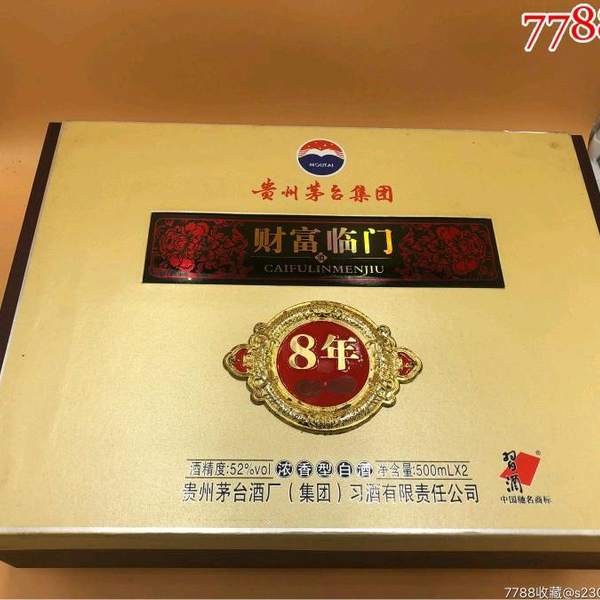 778
MOUTAI
贵州茅台集团
财富临门
酒
CAIFULINMENJIU
8年
酒精度:52%vol 浓香型白酒 净含量:500mLX2
贵州茅台酒厂(集团)习酒有限责任公司
习酒
中国驰名商标
7788收藏@s230